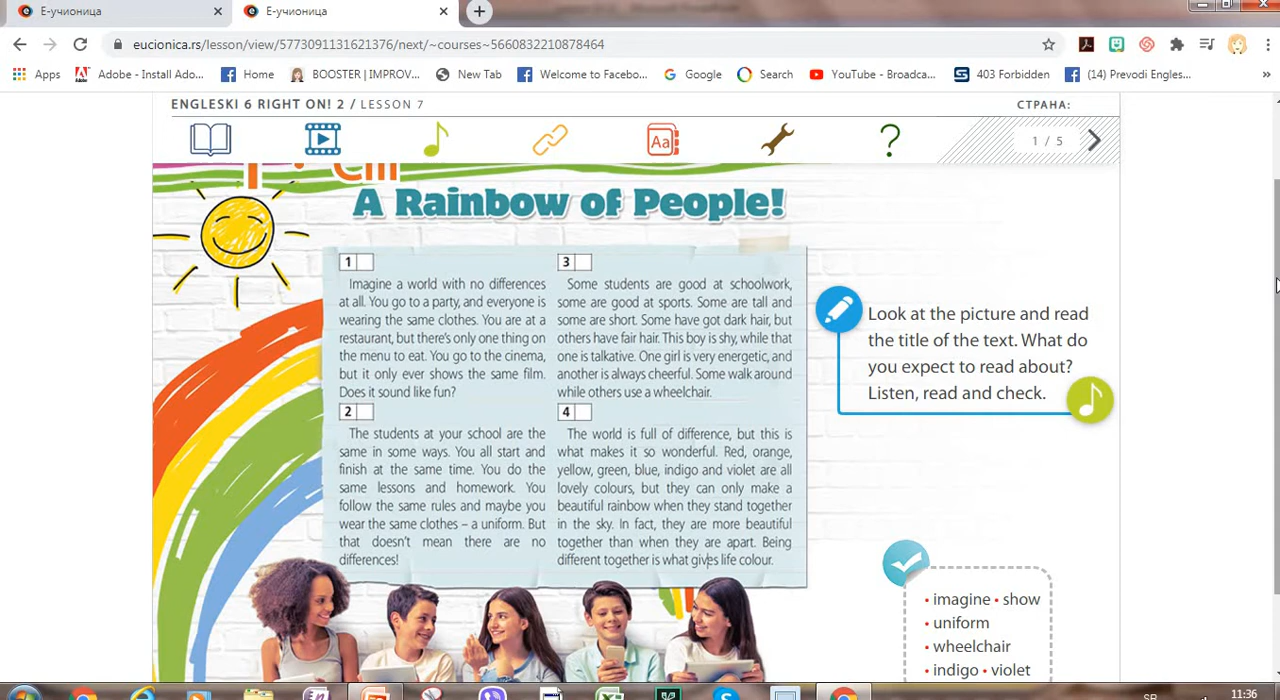 Е-учионица
Е-учионица
eucionica.rs/lesson/view/5773091131621376/next/~courses~5660832210878464
Apps
Adobe - Install Ado...
Home
BOOSTER | IMPROV...
New Tab
Welcome to Facebo...
Google
Search
YouTube - Broadca...
403 Forbidden
(14) Prevodi Engles...
»
ENGLESKI 6 RIGHT ON! 2 / LESSON 7
СТРАНА:
Aa
?
1 / 5
A Rainbow of People!
1
Imagine a world with no differences
at all. You go to a party, and everyone is
wearing the same clothes. You are at a
restaurant, but there's only one thing on
the menu to eat. You go to the cinema,
but it only ever shows the same film.
Does it sound like fun?
2
The students at your school are the
same in some ways. You all start and
finish at the same time. You do the
same lessons and homework. You
follow the same rules and maybe you
wear the same clothes – a uniform. But
that doesn't mean there are no
differences!
3
Some students are good at schoolwork,
some are good at sports. Some are tall and
some are short. Some have got dark hair, but
others have fair hair. This boy is shy, while that
one is talkative. One girl is very energetic, and
another is always cheerful. Some walk around
while others use a wheelchair.
4
The world is full of difference, but this is
what makes it so wonderful. Red, orange,
yellow, green, blue, indigo and violet are all
lovely colours, but they can only make a
beautiful rainbow when they stand together
in the sky. In fact, they are more beautiful
together than when they are apart. Being
different together is what gives life colour.
Look at the picture and read
the title of the text. What do
you expect to read about?
Listen, read and check.
• imagine • show
• uniform
• wheelchair
• indigo • violet
SR
11:36